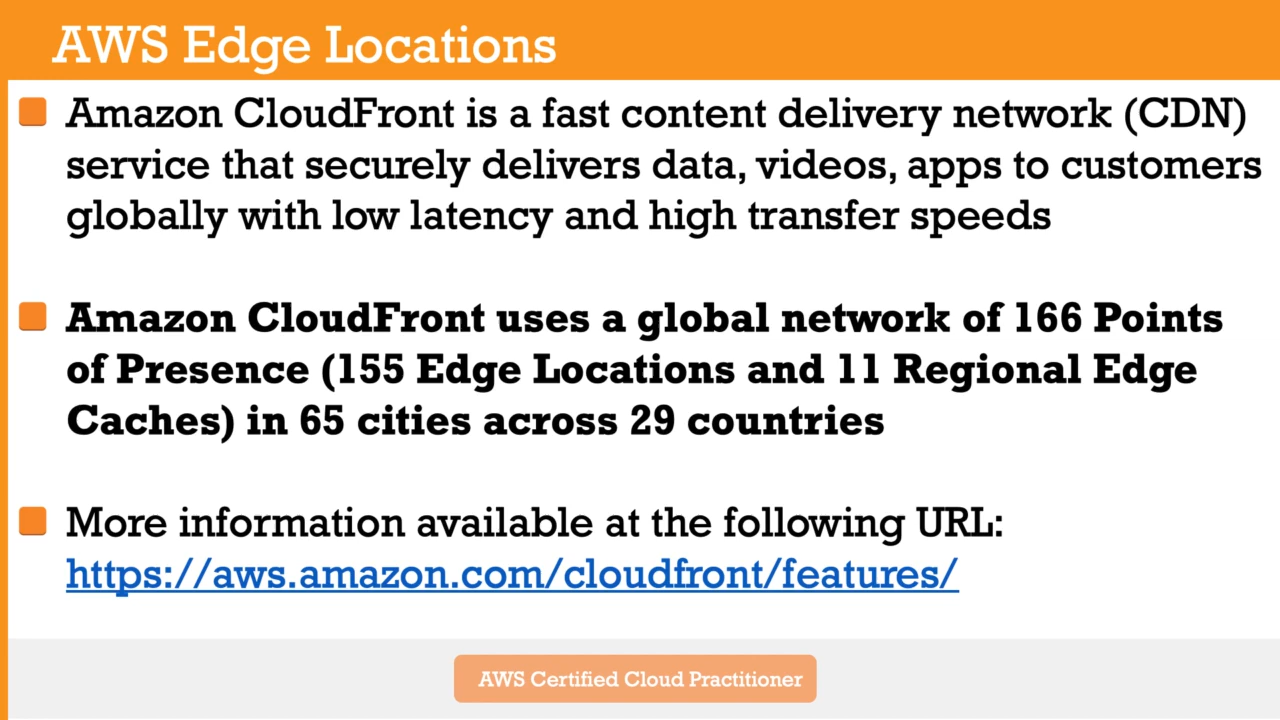 AWS Edge Locations
Amazon CloudFront is a fast content delivery network (CDN)
service that securely delivers data, videos, apps to customers
globally with low latency and high transfer speeds
Amazon CloudFront uses a global network of 166 Points
of Presence (155 Edge Locations and 11 Regional Edge
Caches) in 65 cities across 29 countries
More information available at the following URL:
https://aws.amazon.com/cloudfront/features/
AWS Certified Cloud Practitioner